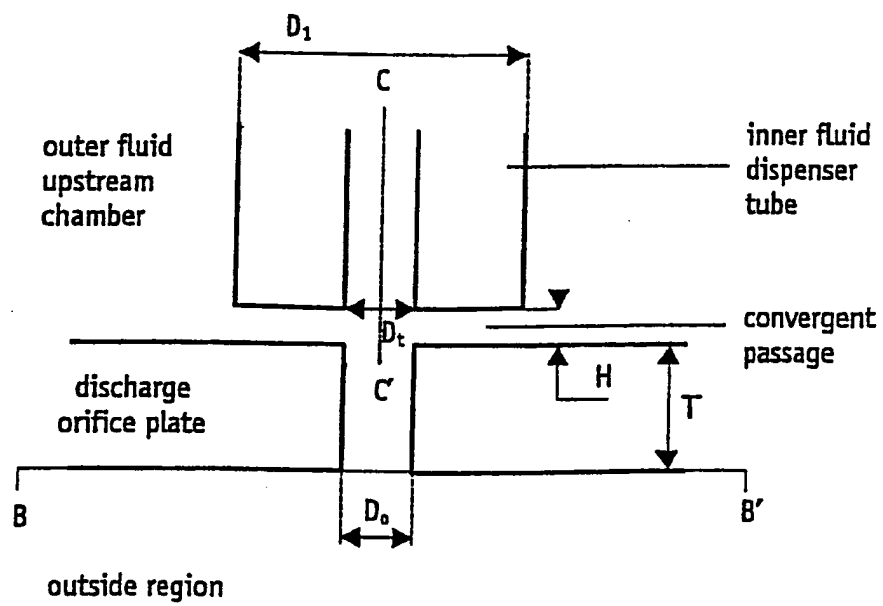 D₁
C
outer fluid
upstream
chamber
inner fluid
dispenser
tube
Dₜ
convergent
passage
C'
H
T
discharge
orifice plate
B
Dₒ
B'
outside region